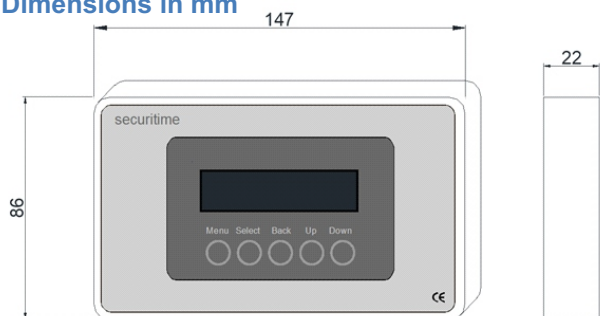 Dimensions in mm
147
22
securitime
86
Menu Select Back Up Down
CE